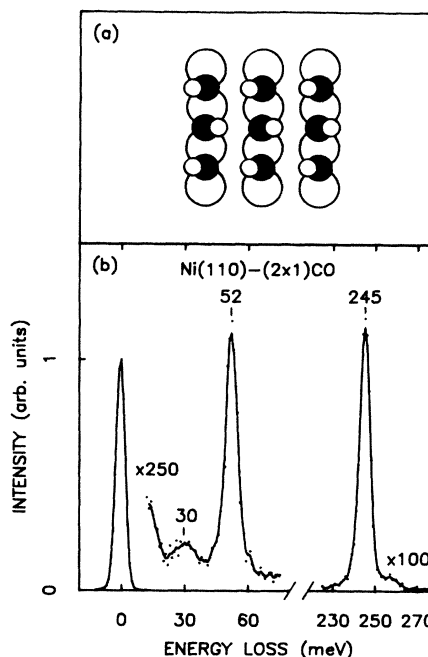 (a)
(b)
Ni(110)-(2x1)CO
52
245
INTENSITY (arb. units)
1
x250
30
x100
0
0 30 60 230 250 270
ENERGY LOSS (meV)